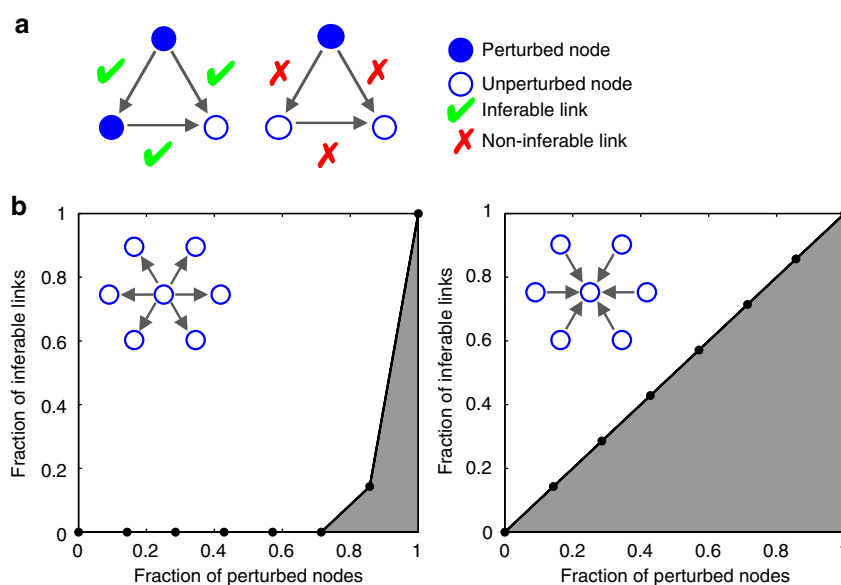 a
Perturbed node
Unperturbed node
Inferable link
Non-inferable link
b
Fraction of inferable links
1
0.8
0.6
0.4
0.2
0
0 0.2 0.4 0.6 0.8 1
Fraction of perturbed nodes
Fraction of inferable links
1
0.8
0.6
0.4
0.2
0
0 0.2 0.4 0.6 0.8 1
Fraction of perturbed nodes